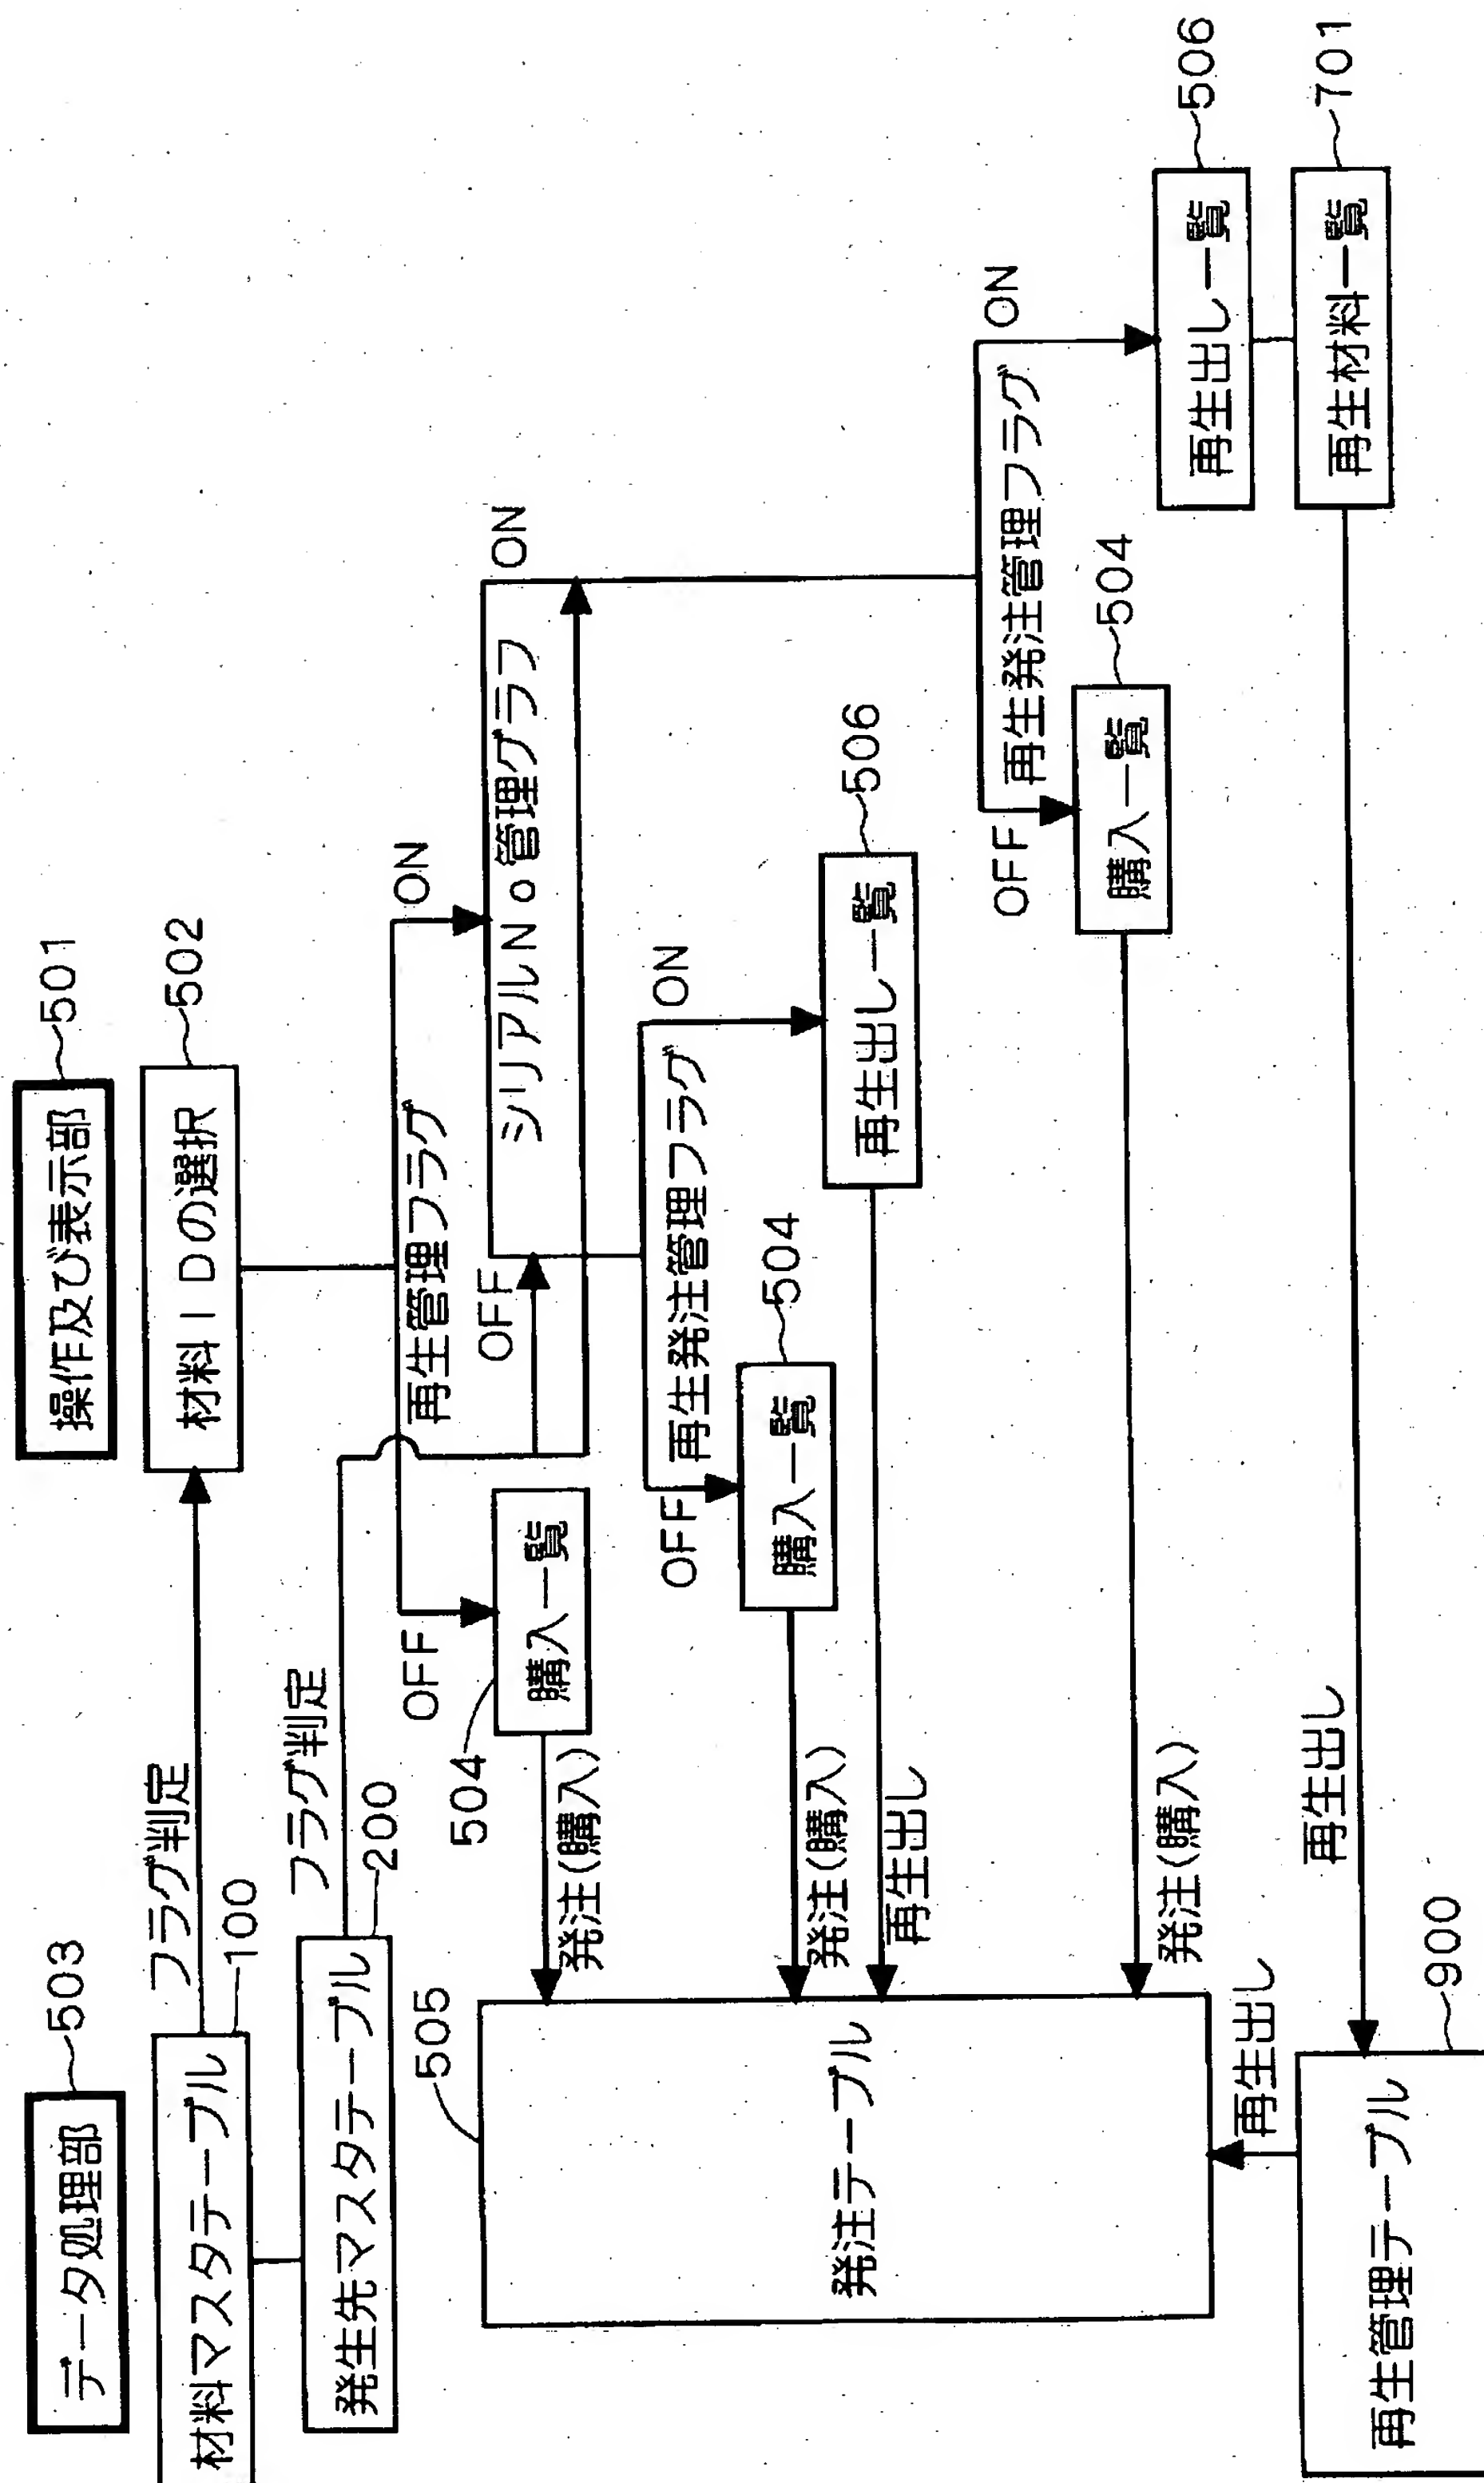 データ処理部
503
操作及び表示部
501
材料マスタテーブル
100
フラグ判定
材料IDの選択
502
発生先マスタテーブル
200
フラグ判定
再生管理フラグ
OFF
ON
504
購入一覧
発注(購入)
シリアルNo管理グラフ
OFF
ON
505
発注テーブル
再生発注管理フラグ
OFF
ON
購入一覧
504
発注(購入)
再生出し一覧
506
再生出し
再生発注管理フラグ
OFF
ON
購入一覧
504
発注(購入)
再生出し一覧
506
再生材料一覧
701
再生出し
再生出し
再生管理テーブル
900